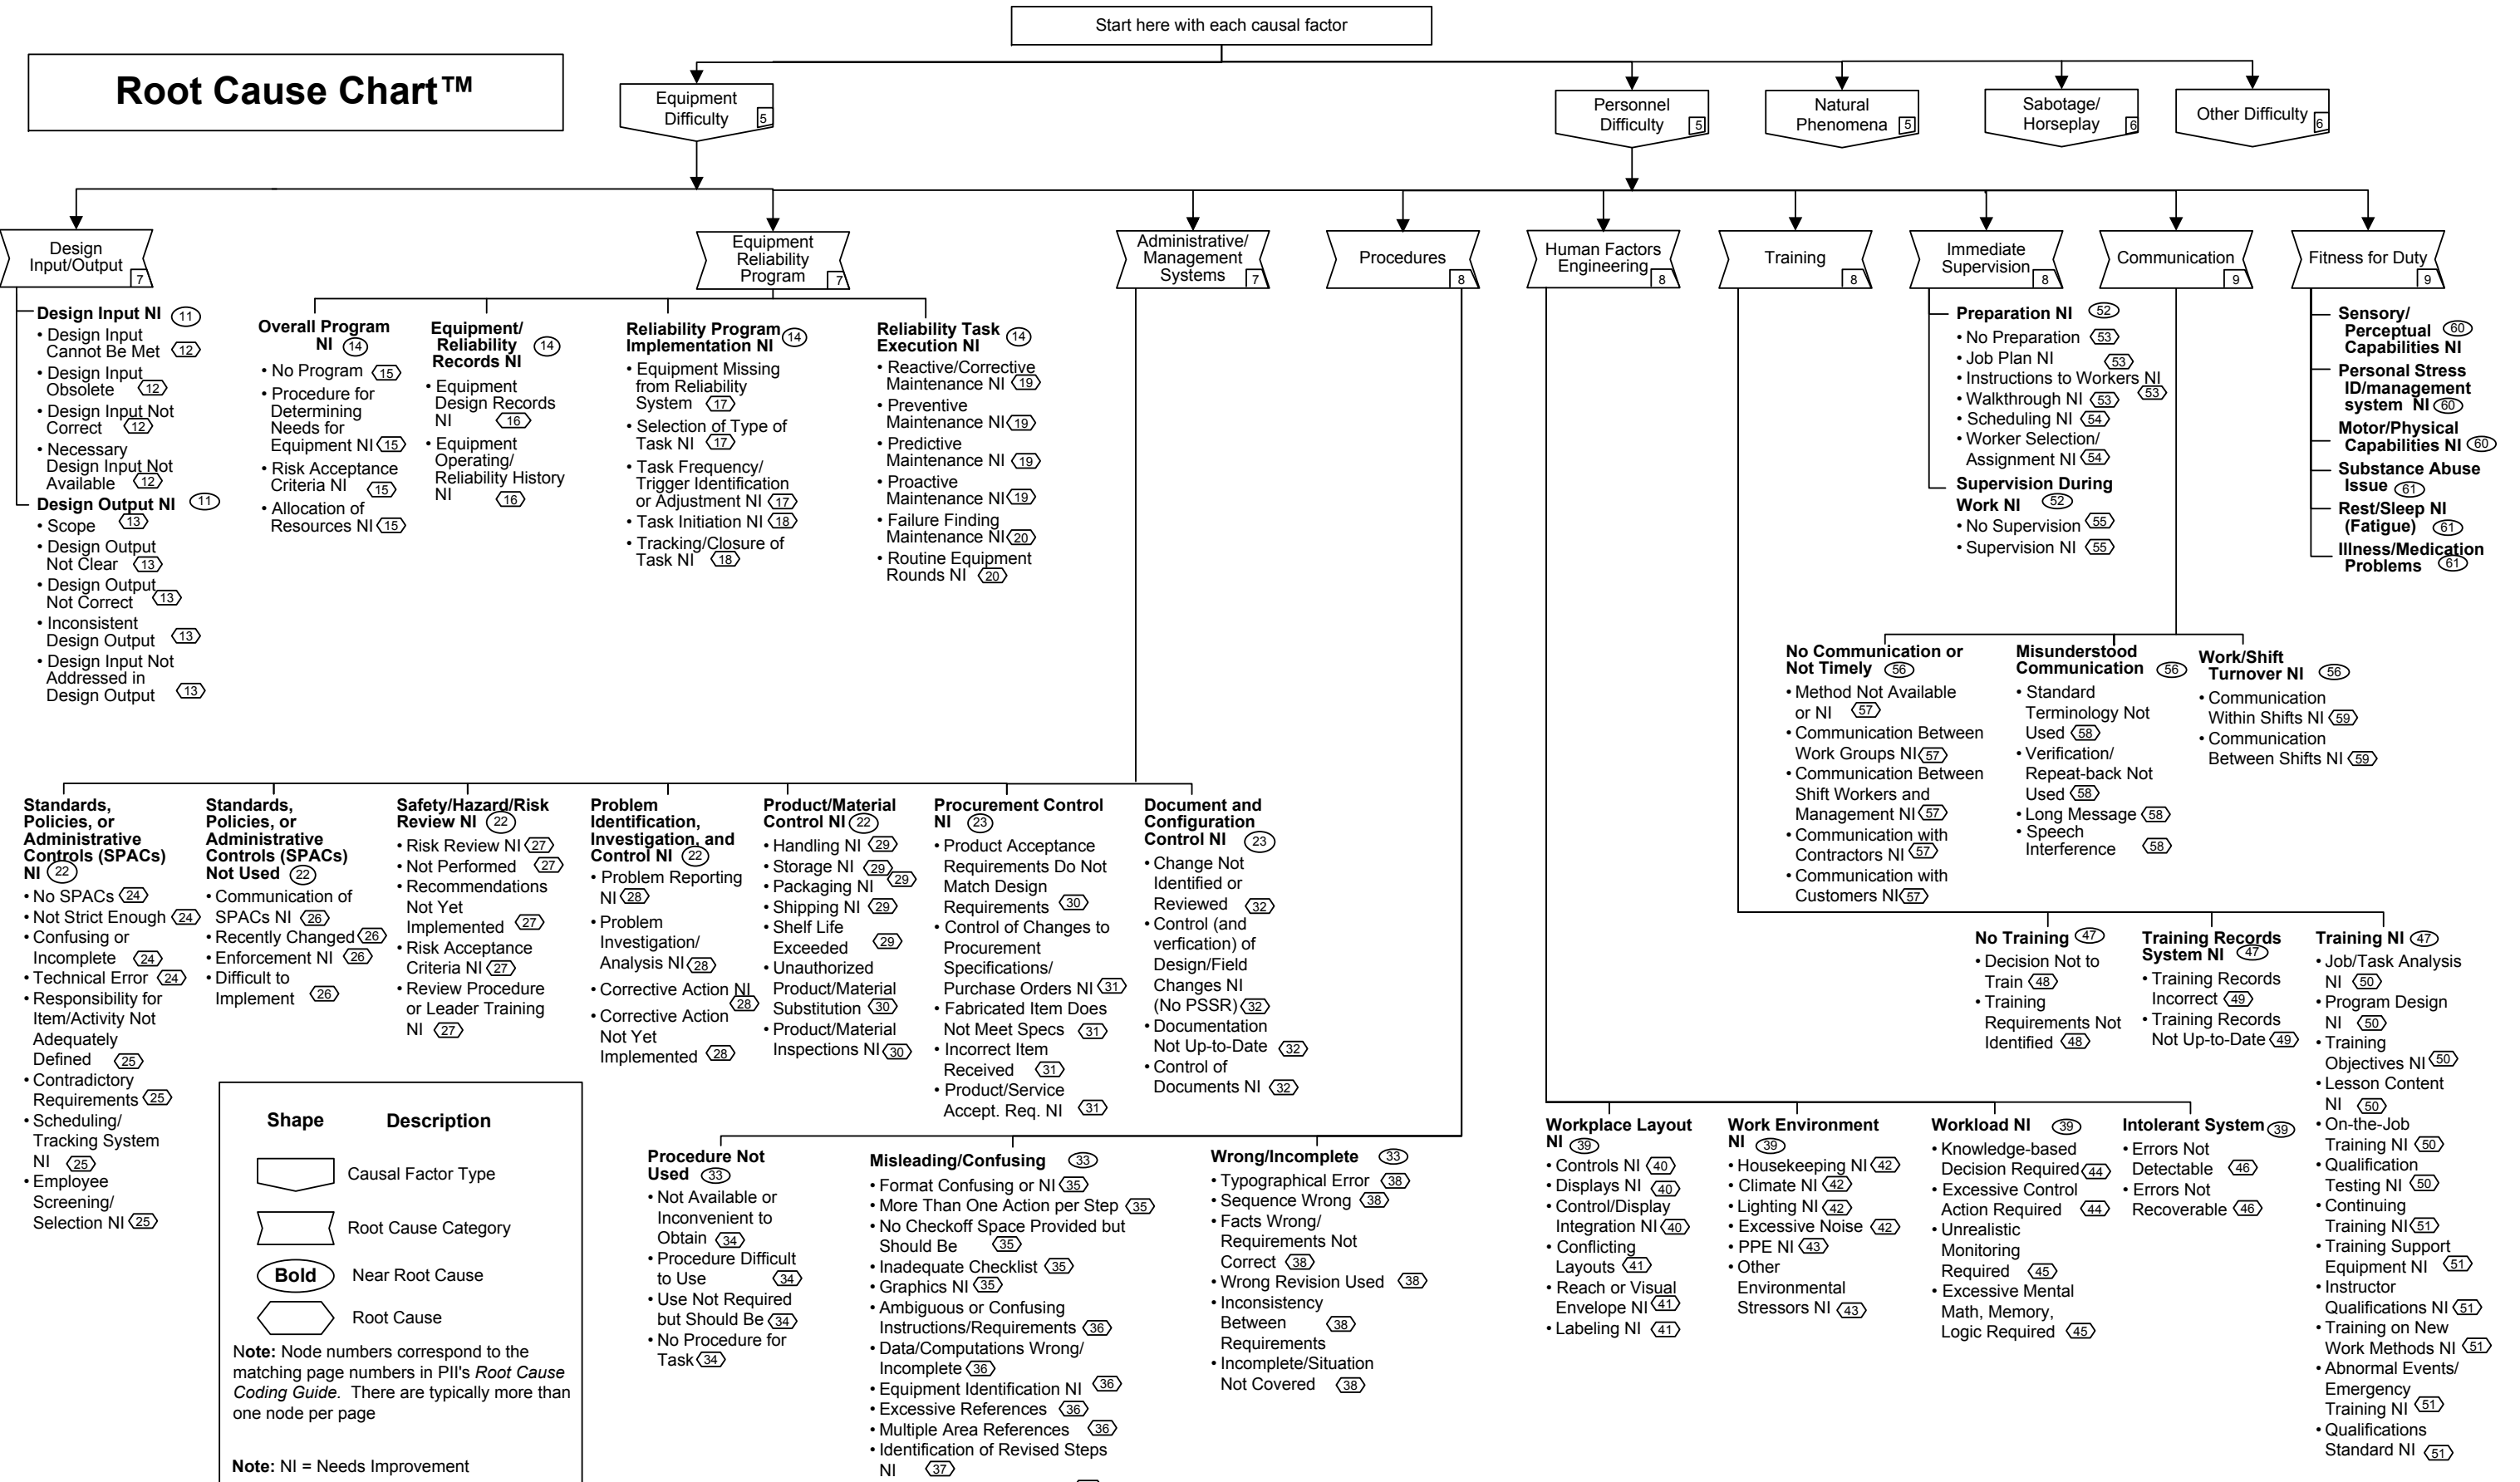 Start here with each causal factor
Root Cause Chart™
Equipment
Difficulty
5
Personnel
Difficulty
5
Natural
Phenomena
5
Sabotage/
Horseplay
6
Other Difficulty
6
Design
Input/Output
7
Equipment
Reliability
Program
7
Administrative/
Management
Systems
7
Procedures
8
Human Factors
Engineering
8
Training
8
Immediate
Supervision
8
Communication
9
Fitness for Duty
9
Design Input NI 11
• Design Input
Cannot Be Met 12
• Design Input
Obsolete 12
• Design Input Not
Correct 12
• Necessary
Design Input Not
Available 12
Design Output NI 11
• Scope 13
• Design Output
Not Clear 13
• Design Output
Not Correct 13
• Inconsistent
Design Output 13
• Design Input Not
Addressed in
Design Output 13
Overall Program
NI 14
• No Program 15
• Procedure for
Determining
Needs for
Equipment NI 15
• Risk Acceptance
Criteria NI 15
• Allocation of
Resources NI 15
Equipment/
Reliability
Records NI 14
• Equipment
Design Records
NI 16
• Equipment
Operating/
Reliability History
NI 16
Reliability Program
Implementation NI 14
• Equipment Missing
from Reliability
System 17
• Selection of Type of
Task NI 17
• Task Frequency/
Trigger Identification
or Adjustment NI 17
• Task Initiation NI 18
• Tracking/Closure of
Task NI 18
Reliability Task
Execution NI 14
• Reactive/Corrective
Maintenance NI 19
• Preventive
Maintenance NI 19
• Predictive
Maintenance NI 19
• Proactive
Maintenance NI 19
• Failure Finding
Maintenance NI 20
• Routine Equipment
Rounds NI 20
Preparation NI 52
• No Preparation 53
• Job Plan NI 53
• Instructions to Workers NI
53
• Walkthrough NI 53
• Scheduling NI 54
• Worker Selection/
Assignment NI 54
Supervision During
Work NI 52
• No Supervision 55
• Supervision NI 55
Sensory/
Perceptual 60
Capabilities NI
Personal Stress
ID/management
system NI 60
Motor/Physical
Capabilities NI 60
Substance Abuse
Issue 61
Rest/Sleep NI
(Fatigue) 61
Illness/Medication
Problems 61
No Communication or
Not Timely 56
• Method Not Available
or NI 57
• Communication Between
Work Groups NI 57
• Communication Between
Shift Workers and
Management NI 57
• Communication with
Contractors NI 57
• Communication with
Customers NI 57
Misunderstood
Communication 56
• Standard
Terminology Not
Used 58
• Verification/
Repeat-back Not
Used 58
• Long Message 58
• Speech
Interference 58
Work/Shift
Turnover NI 56
• Communication
Within Shifts NI 59
• Communication
Between Shifts NI 59
Standards,
Policies, or
Administrative
Controls (SPACs)
NI 22
• No SPACs 24
• Not Strict Enough 24
• Confusing or
Incomplete 24
• Technical Error 24
• Responsibility for
Item/Activity Not
Adequately
Defined 25
• Contradictory
Requirements 25
• Scheduling/
Tracking System
NI 25
• Employee
Screening/
Selection NI 25
Standards,
Policies, or
Administrative
Controls (SPACs)
Not Used 22
• Communication of
SPACs NI 26
• Recently Changed 26
• Enforcement NI 26
• Difficult to
Implement 26
Safety/Hazard/Risk
Review NI 22
• Risk Review NI 27
• Not Performed 27
• Recommendations
Not Yet
Implemented 27
• Risk Acceptance
Criteria NI 27
• Review Procedure
or Leader Training
NI 27
Problem
Identification,
Investigation, and
Control NI 22
• Problem Reporting
NI 28
• Problem
Investigation/
Analysis NI 28
• Corrective Action NI
28
• Corrective Action
Not Yet
Implemented 28
Product/Material
Control NI 22
• Handling NI 29
• Storage NI 29
• Packaging NI 29
• Shipping NI 29
• Shelf Life
Exceeded 29
• Unauthorized
Product/Material
Substitution 30
• Product/Material
Inspections NI 30
Procurement Control
NI 23
• Product Acceptance
Requirements Do Not
Match Design
Requirements 30
• Control of Changes to
Procurement
Specifications/
Purchase Orders NI 31
• Fabricated Item Does
Not Meet Specs 31
• Incorrect Item
Received 31
• Product/Service
Accept. Req. NI 31
Document and
Configuration
Control NI 23
• Change Not
Identified or
Reviewed 32
• Control (and
verfication) of
Design/Field
Changes NI
(No PSSR) 32
• Documentation
Not Up-to-Date 32
• Control of
Documents NI 32
No Training 47
• Decision Not to
Train 48
• Training
Requirements Not
Identified 48
Training Records
System NI 47
• Training Records
Incorrect 49
• Training Records
Not Up-to-Date 49
Training NI 47
• Job/Task Analysis
NI 50
• Program Design
NI 50
• Training
Objectives NI 50
• Lesson Content
NI 50
• On-the-Job
Training NI 50
• Qualification
Testing NI 50
• Continuing
Training NI 51
• Training Support
Equipment NI 51
• Instructor
Qualifications NI 51
• Training on New
Work Methods NI 51
• Abnormal Events/
Emergency
Training NI 51
• Qualifications
Standard NI 51
Shape Description
Causal Factor Type
Root Cause Category
Bold Near Root Cause
Root Cause
Note: Node numbers correspond to the
matching page numbers in PII's Root Cause
Coding Guide. There are typically more than
one node per page
Note: NI = Needs Improvement
Procedure Not
Used 33
• Not Available or
Inconvenient to
Obtain 34
• Procedure Difficult
to Use 34
• Use Not Required
but Should Be 34
• No Procedure for
Task 34
Misleading/Confusing 33
• Format Confusing or NI 35
• More Than One Action per Step 35
• No Checkoff Space Provided but
Should Be 35
• Inadequate Checklist 35
• Graphics NI 35
• Ambiguous or Confusing
Instructions/Requirements 36
• Data/Computations Wrong/
Incomplete 36
• Equipment Identification NI 36
• Excessive References 36
• Multiple Area References 36
• Identification of Revised Steps
NI 37
Wrong/Incomplete 33
• Typographical Error 38
• Sequence Wrong 38
• Facts Wrong/
Requirements Not
Correct 38
• Wrong Revision Used 38
• Inconsistency
Between 38
Requirements
• Incomplete/Situation
Not Covered 38
Workplace Layout
NI 39
• Controls NI 40
• Displays NI 40
• Control/Display
Integration NI 40
• Conflicting
Layouts 41
• Reach or Visual
Envelope NI 41
• Labeling NI 41
Work Environment
NI 39
• Housekeeping NI 42
• Climate NI 42
• Lighting NI 42
• Excessive Noise 42
• PPE NI 43
• Other
Environmental
Stressors NI 43
Workload NI 39
• Knowledge-based
Decision Required 44
• Excessive Control
Action Required 44
• Unrealistic
Monitoring
Required 45
• Excessive Mental
Math, Memory,
Logic Required 45
Intolerant System 39
• Errors Not
Detectable 46
• Errors Not
Recoverable 46